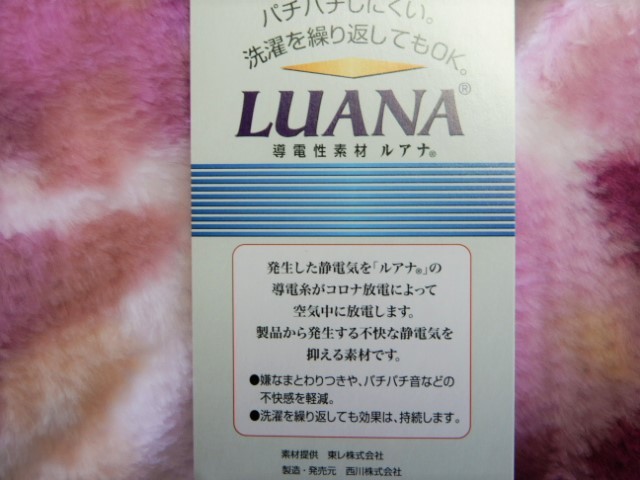 パチパチしにくい。
洗濯を繰り返してもOK。
LUANA®
導電性素材 ルアナ®
発生した静電気を「ルアナ®」の
導電糸がコロナ放電によって
空気中に放電します。
製品から発生する不快な静電気を
抑える素材です。
●嫌なまとわりつきや、パチパチ音などの
不快感を軽減。
●洗濯を繰り返しても効果は、持続します。
素材提供 東レ株式会社
製造・発売元 西川株式会社